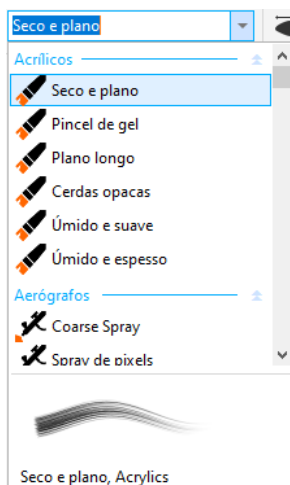 Seco e plano
Acrílicos
Seco e plano
Pincel de gel
Plano longo
Cerdas opacas
Úmido e suave
Úmido e espesso
Aerógrafos
Coarse Spray
Spray de pixels
Seco e plano, Acrylics